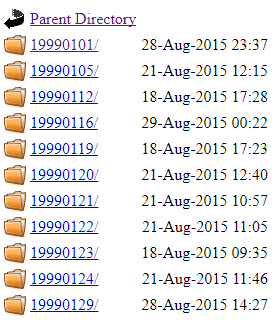 Parent Directory
19990101/ 28-Aug-2015 23:37
19990105/ 21-Aug-2015 12:15
19990112/ 18-Aug-2015 17:28
19990116/ 29-Aug-2015 00:22
19990119/ 18-Aug-2015 17:23
19990120/ 21-Aug-2015 12:40
19990121/ 21-Aug-2015 10:57
19990122/ 21-Aug-2015 11:05
19990123/ 18-Aug-2015 09:35
19990124/ 21-Aug-2015 11:46
19990129/ 28-Aug-2015 14:27